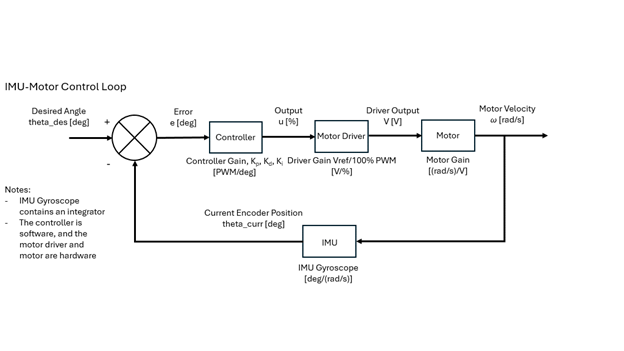 IMU-Motor Control Loop
Desired Angle
theta_des [deg]
+
-
Error
e [deg]
Controller
Controller Gain, Kp, Kd, Ki
[PWM/deg]
Output
u [%]
Motor Driver
Driver Gain Vref/100% PWM
[V/%]
Driver Output
V [V]
Motor
Motor Gain
[(rad/s)/V]
Motor Velocity
ω [rad/s]
Notes:
- IMU Gyroscope
contains an integrator
- The controller is
software, and the
motor driver and
motor are hardware
Current Encoder Position
theta_curr [deg]
IMU
IMU Gyroscope
[deg/(rad/s)]